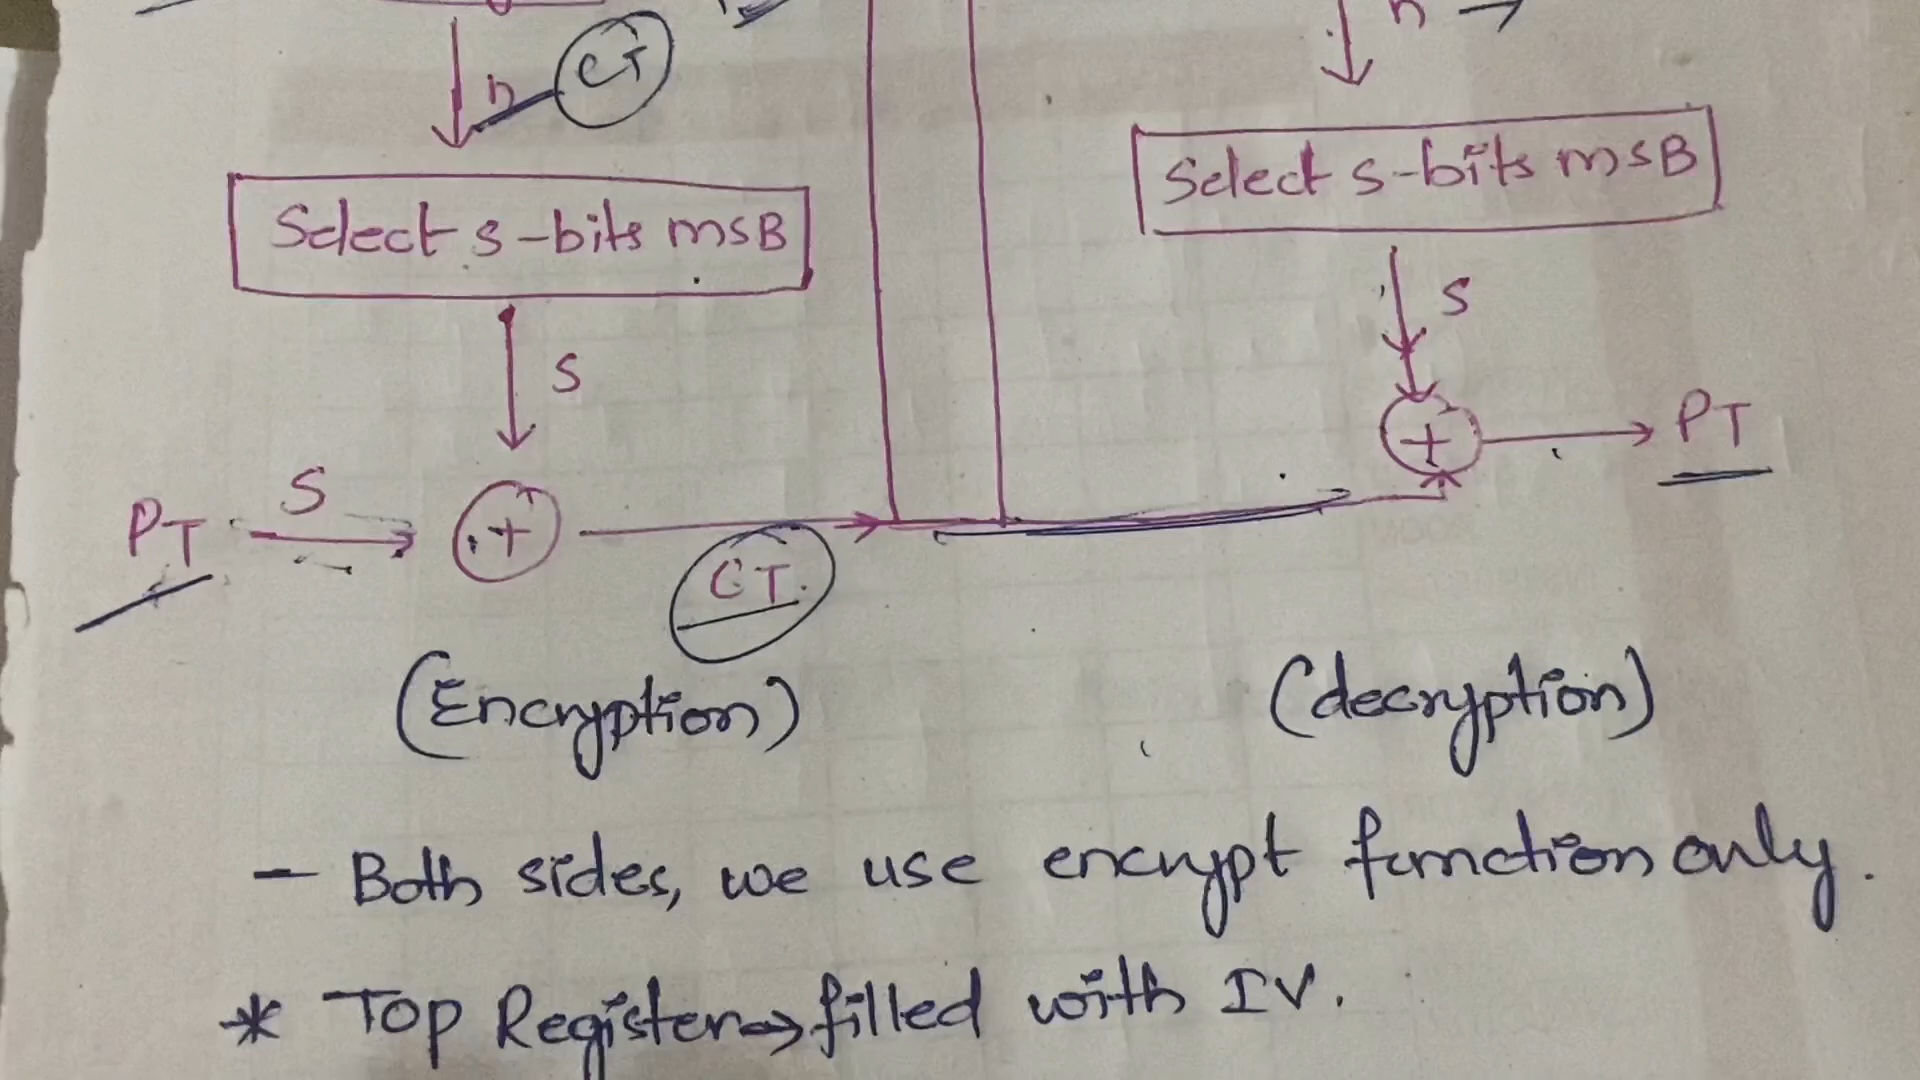 n CT
n
Select s-bits msB
Select s-bits msB
S
S
PT S + CT.
+ PT
(Encryption)
(decryption)
- Both sides, we use encrypt function only.
* Top Register → filled with IV.